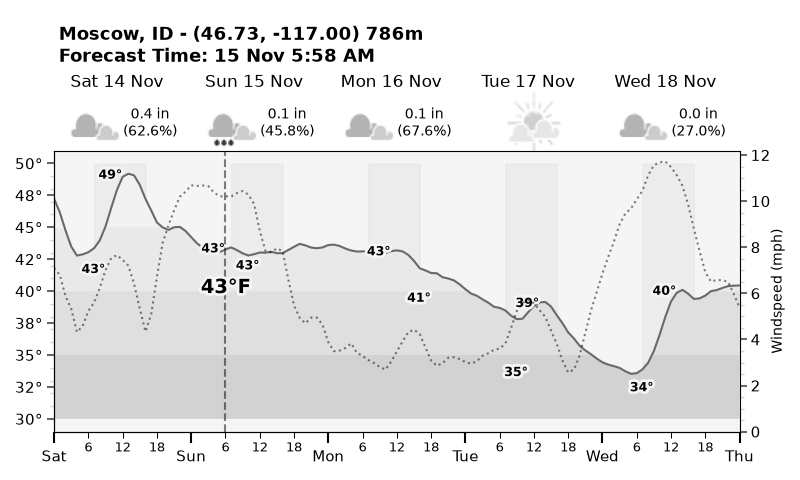 Moscow, ID - (46.73, -117.00) 786m
Forecast Time: 15 Nov 5:58 AM
Sat 14 Nov Sun 15 Nov Mon 16 Nov Tue 17 Nov Wed 18 Nov
0.4 in 0.1 in 0.1 in 0.0 in
(62.6%) (45.8%) (67.6%) (27.0%)
50° 12
49°
48° 10
45°
43° 43° 43° 43° 8
42°
43°F
40° 41° 39° 40° 6
38°
4
35° 35°
34°
32° 2
30°
0
Windspeed (mph)
6 12 18 6 12 18 6 12 18 6 12 18 6 12 18
Sat Sun Mon Tue Wed Thu